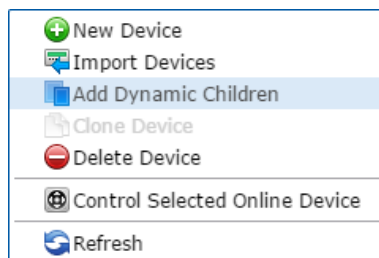 New Device
Import Devices
Add Dynamic Children
Clone Device
Delete Device
Control Selected Online Device
Refresh